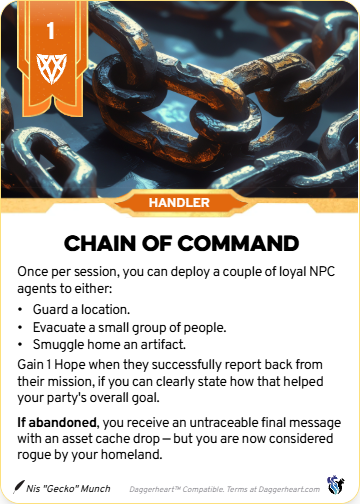 1
HANDLER
CHAIN OF COMMAND
Once per session, you can deploy a couple of loyal NPC
agents to either:
• Guard a location.
• Evacuate a small group of people.
• Smuggle home an artifact.
Gain 1 Hope when they successfully report back from
their mission, if you can clearly state how that helped
your party's overall goal.
If abandoned, you receive an untraceable final message
with an asset cache drop – but you are now considered
rogue by your homeland.
Nis "Gecko" Munch
Daggerheart™ Compatible. Terms at Daggerheart.com